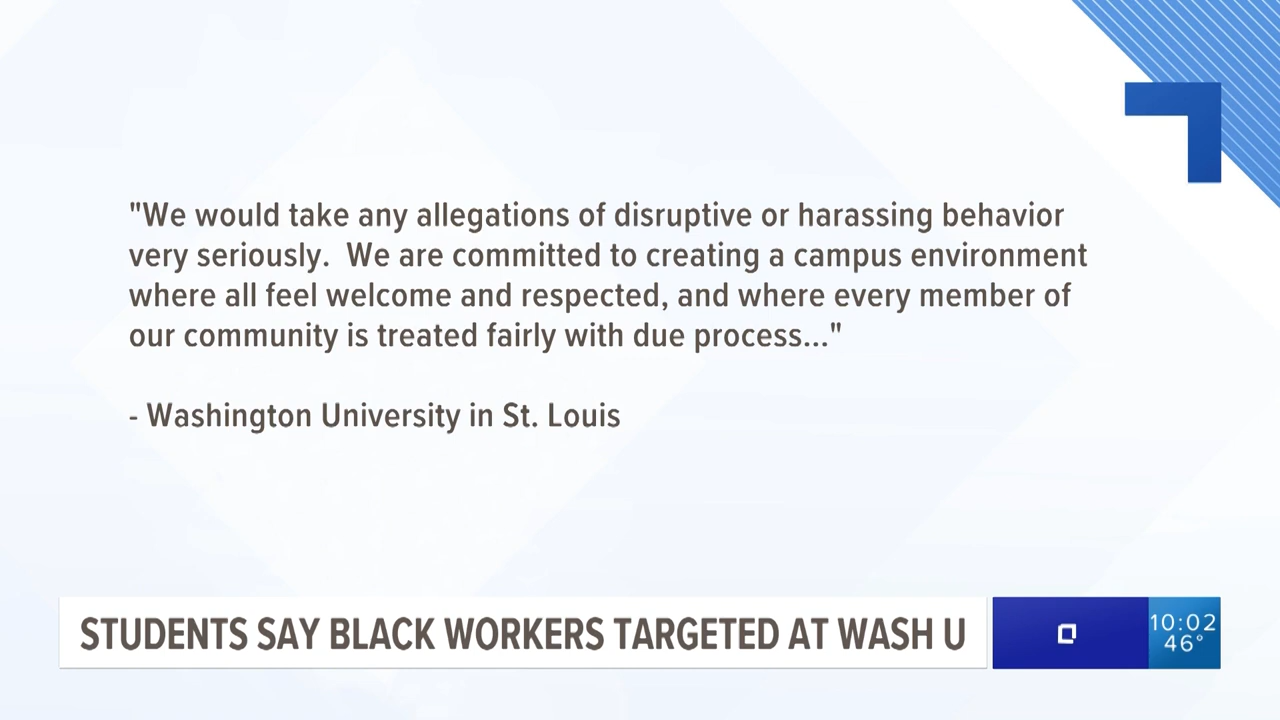 "We would take any allegations of disruptive or harassing behavior
very seriously.  We are committed to creating a campus environment
where all feel welcome and respected, and where every member of
our community is treated fairly with due process..."
- Washington University in St. Louis
STUDENTS SAY BLACK WORKERS TARGETED AT WASH U
10:02
46°